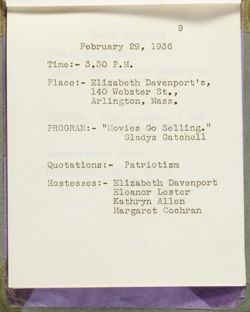 9
February 29, 1936
Time:- 3.30 P.M.
Place:- Elizabeth Davenport's,
140 Webster St.,
Arlington, Mass.
PROGRAM:- "Movies Go Selling."
Gladys Gatchell
Quotations:- Patriotism
Hostesses:- Elizabeth Davenport
Eleanor Lester
Kathryn Allen
Margaret Cochran